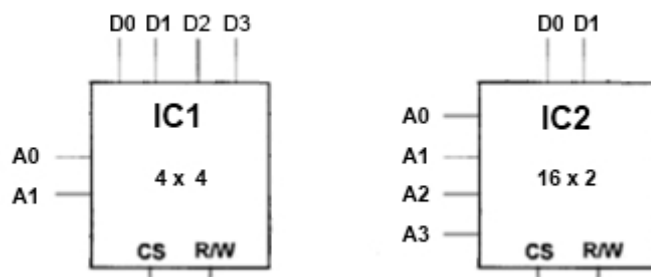 D0 D1 D2 D3
IC1
A0
4 x 4
A1
CS R/W
D0 D1
A0
IC2
A1
16 x 2
A2
A3
CS R/W